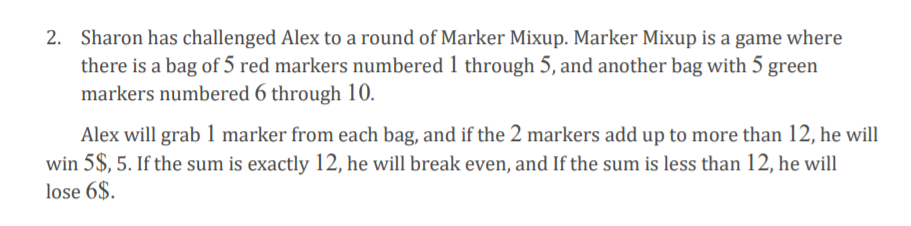 2. Sharon has challenged Alex to a round of Marker Mixup. Marker Mixup is a game where
there is a bag of 5 red markers numbered 1 through 5, and another bag with 5 green
markers numbered 6 through 10.
Alex will grab 1 marker from each bag, and if the 2 markers add up to more than 12, he will
win 5$, 5. If the sum is exactly 12, he will break even, and If the sum is less than 12, he will
lose 6$.